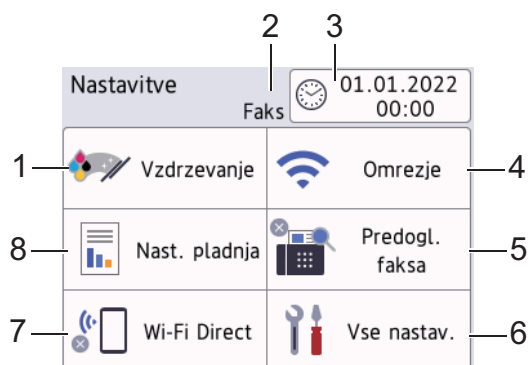 2 3
Nastavitve
Faks
01.01.2022
00:00
1 Vzdrzevanje
Omrezje 4
8 Nast. pladnja
Predogl.
faksa 5
7 Wi-Fi Direct
Vse nastav. 6